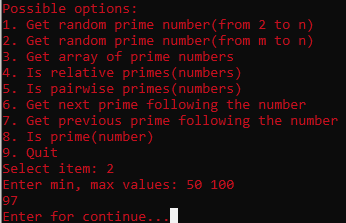 Possible options:
1. Get random prime number(from 2 to n)
2. Get random prime number(from m to n)
3. Get array of prime numbers
4. Is relative primes(numbers)
5. Is pairwise primes(numbers)
6. Get next prime following the number
7. Get previous prime following the number
8. Is prime(number)
9. Quit
Select item: 2
Enter min, max values: 50 100
97
Enter for continue...